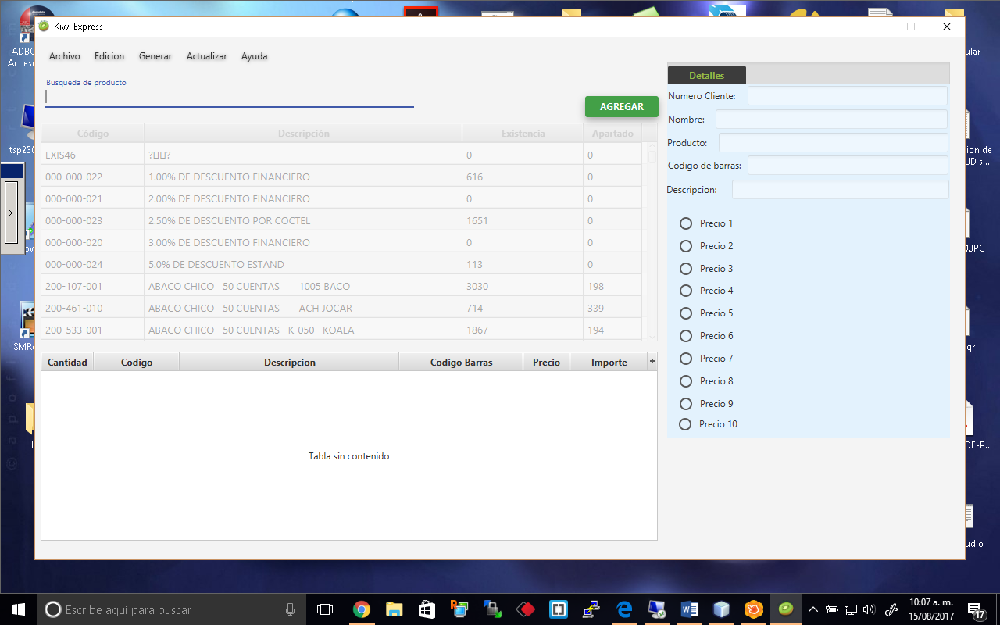 Kiwi Express
Archivo Edicion Generar Actualizar Ayuda
Busqueda de producto
AGREGAR
Código Descripción Existencia Apartado
EXIS46 ?▯▯? 0 0
000-000-022 1.00% DE DESCUENTO FINANCIERO 616 0
000-000-021 2.00% DE DESCUENTO FINANCIERO 0 0
000-000-023 2.50% DE DESCUENTO POR COCTEL 1651 0
000-000-020 3.00% DE DESCUENTO FINANCIERO 0 0
000-000-024 5.0% DE DESCUENTO ESTAND 113 0
200-107-001 ABACO CHICO 50 CUENTAS 1005 BACO 3030 198
200-461-010 ABACO CHICO 50 CUENTAS ACH JOCAR 714 339
200-533-001 ABACO CHICO 50 CUENTAS K-050 KOALA 1867 194
Cantidad Codigo Descripcion Codigo Barras Precio Importe +
Tabla sin contenido
Detalles
Numero Cliente:
Nombre:
Producto:
Codigo de barras:
Descripcion:
Precio 1
Precio 2
Precio 3
Precio 4
Precio 5
Precio 6
Precio 7
Precio 8
Precio 9
Precio 10
ADBC
Acceso
tsp230
>
SMRe
ular
ion de
UD s...
0.JPG
gr
DE-P...
udio
Escribe aquí para buscar
10:07 a. m.
15/08/2017
17